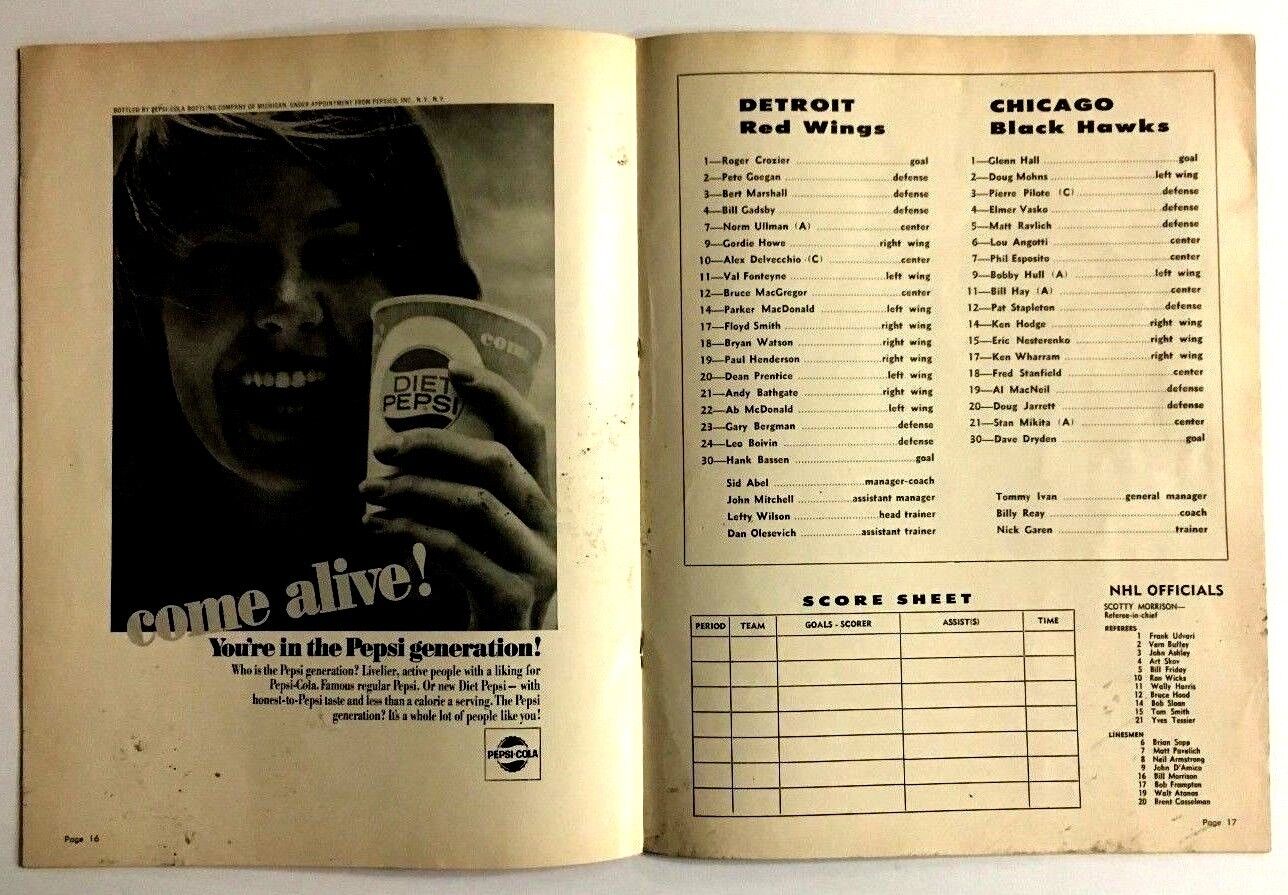 BOTTLED BY PEPSI-COLA BOTTLING COMPANY OF MICHIGAN, UNDER APPOINTMENT FROM PEPSICO, INC., N.Y., N.Y.
com
DIET
PEPSI
come alive!
You're in the Pepsi generation!
Who is the Pepsi generation? Livelier, active people with a liking for
Pepsi-Cola. Famous regular Pepsi. Or new Diet Pepsi — with
honest-to-Pepsi taste and less than a calorie a serving. The Pepsi
generation? It's a whole lot of people like you!
PEPSI-COLA
Page 16
DETROIT
Red Wings
1—Roger Crozier ........ goal
2—Pete Goegan ........ defense
3—Bert Marshall ........ defense
4—Bill Gadsby ........ defense
7—Norm Ullman (A) ........ center
9—Gordie Howe ........ right wing
10—Alex Delvecchio (C) ........ center
11—Val Fonteyne ........ left wing
12—Bruce MacGregor ........ center
14—Parker MacDonald ........ left wing
17—Floyd Smith ........ right wing
18—Bryan Watson ........ right wing
19—Paul Henderson ........ right wing
20—Dean Prentice ........ left wing
21—Andy Bathgate ........ right wing
22—Ab McDonald ........ left wing
23—Gary Bergman ........ defense
24—Leo Boivin ........ defense
30—Hank Bassen ........ goal
Sid Abel ........ manager-coach
John Mitchell ........ assistant manager
Lefty Wilson ........ head trainer
Dan Olesevich ........ assistant trainer
CHICAGO
Black Hawks
1—Glenn Hall ........ goal
2—Doug Mohns ........ left wing
3—Pierre Pilote (C) ........ defense
4—Elmer Vasko ........ defense
5—Matt Ravlich ........ defense
6—Lou Angotti ........ center
7—Phil Esposito ........ center
9—Bobby Hull (A) ........ left wing
11—Bill Hay (A) ........ center
12—Pat Stapleton ........ defense
14—Ken Hodge ........ right wing
15—Eric Nesterenko ........ right wing
17—Ken Wharram ........ right wing
18—Fred Stanfield ........ center
19—Al MacNeil ........ defense
20—Doug Jarrett ........ defense
21—Stan Mikita (A) ........ center
30—Dave Dryden ........ goal
Tommy Ivan ........ general manager
Billy Reay ........ coach
Nick Garen ........ trainer
SCORE SHEET
PERIOD TEAM GOALS - SCORER ASSIST(S) TIME
NHL OFFICIALS
SCOTTY MORRISON—
Referee-in-chief
REFEREES
1 Frank Udvari
2 Vern Buffey
3 John Ashley
4 Art Skov
5 Bill Friday
10 Ron Wicks
11 Wally Harris
12 Bruce Hood
14 Bob Sloan
15 Tom Smith
21 Yves Tessier
LINESMEN
6 Brian Sopp
7 Matt Pavelich
8 Neil Armstrong
9 John D'Amico
16 Bill Morrison
17 Bob Frampton
19 Walt Atanas
20 Brent Casselman
Page 17